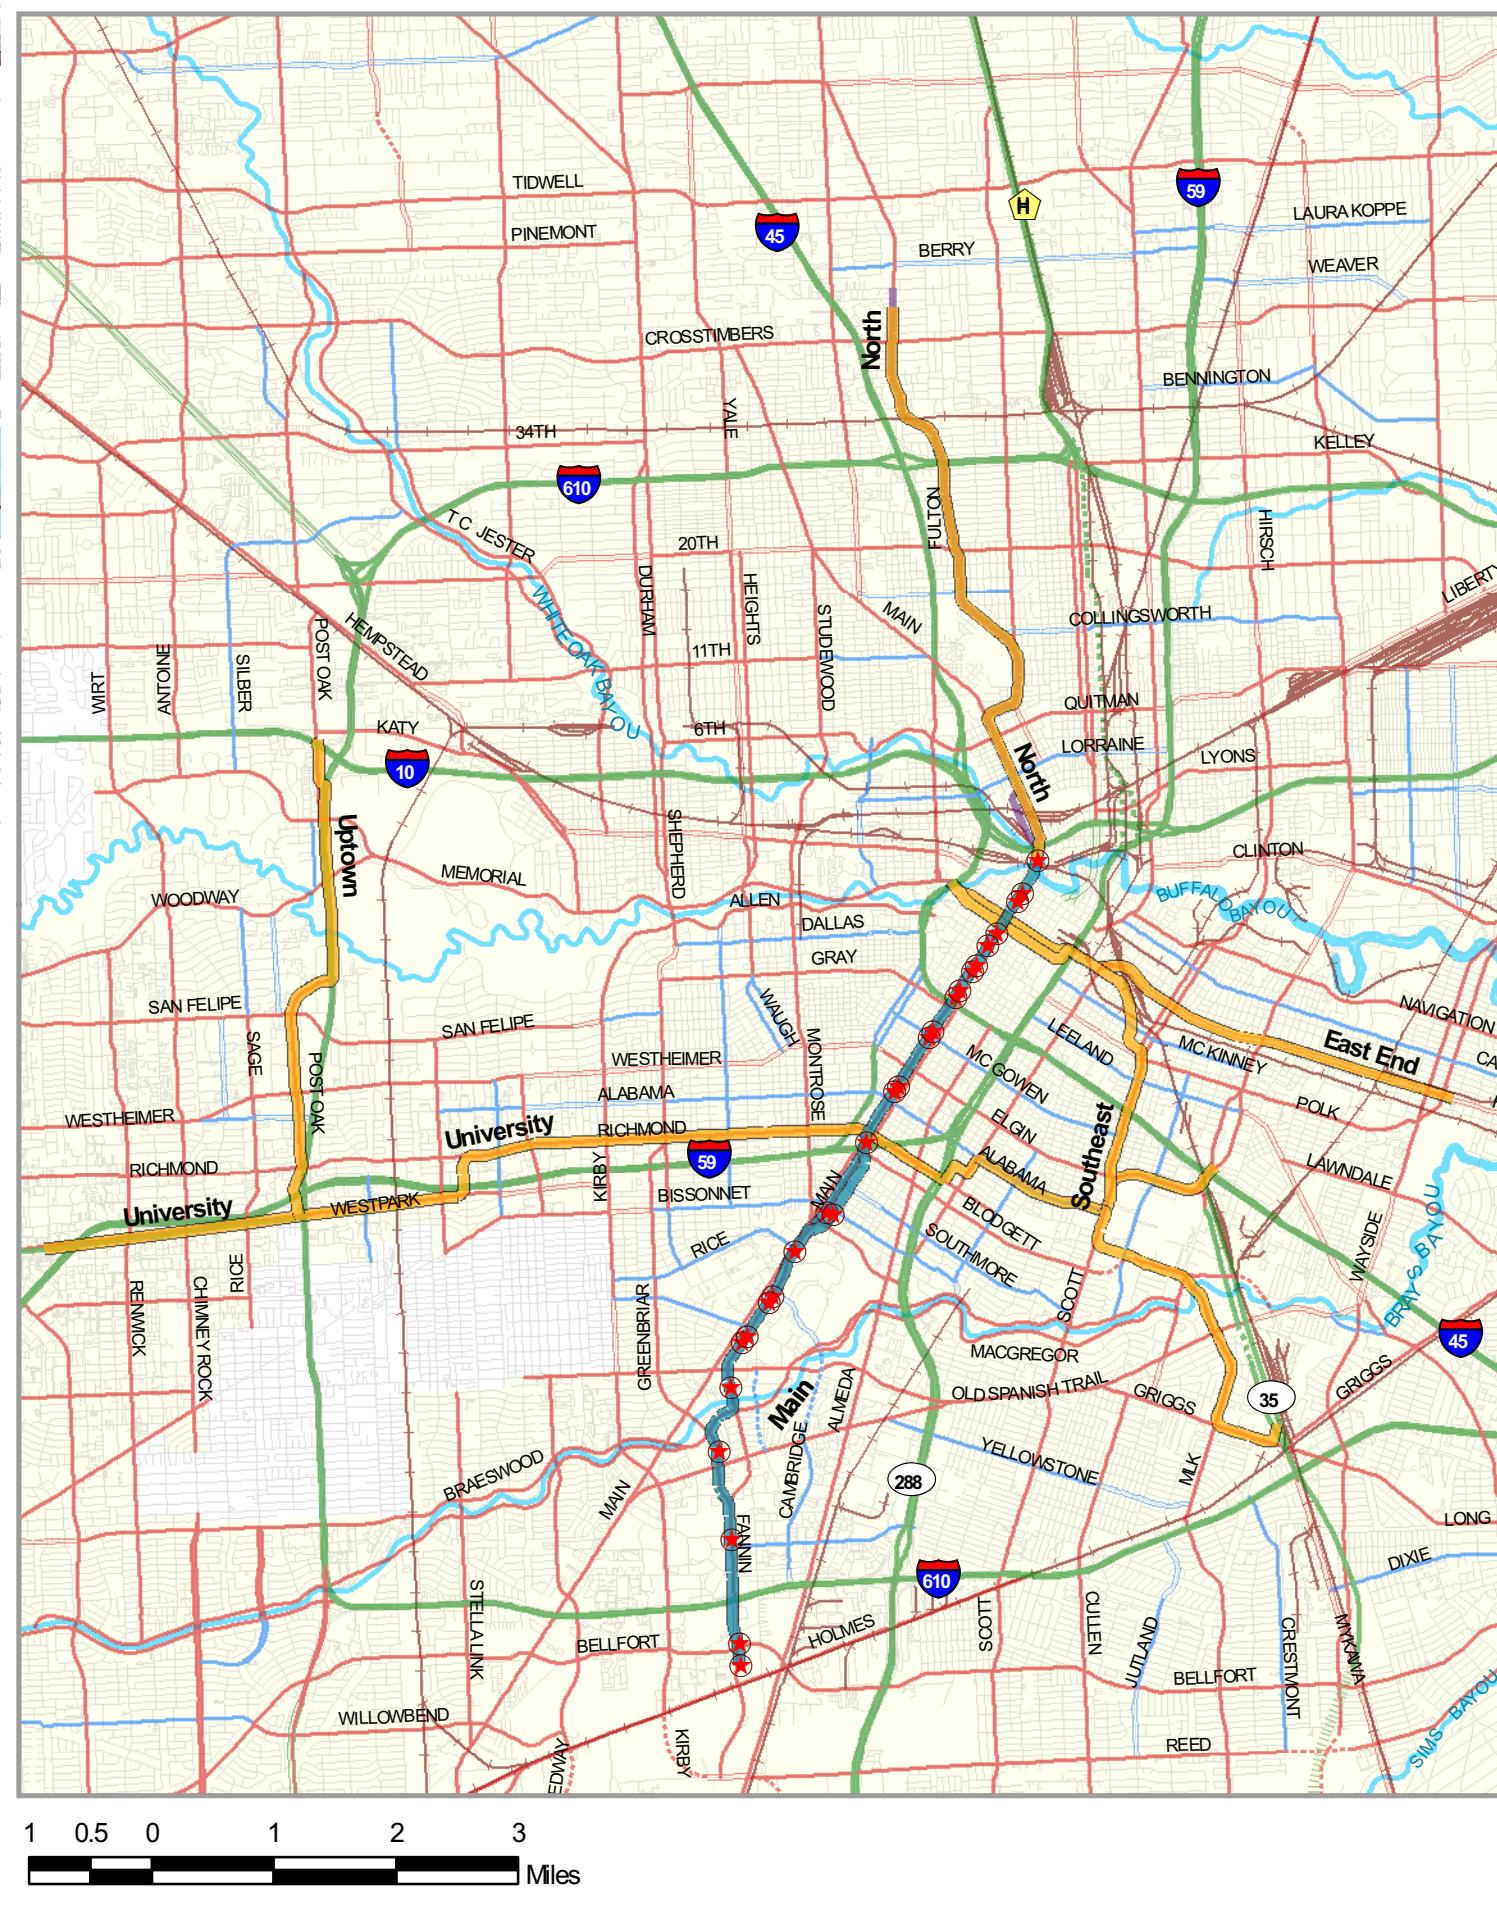 TIDWELL
59
H
LAURA KOPPE
PINEMONT
45
BERRY
WEAVER
North
CROSSTIMBERS
BENNINGTON
YALE
34TH
KELLEY
610
FULTON
HIRSCH
T C JESTER
20TH
LIBERTY
DURHAM
HEIGHTS
WHITEOAK BAYOU
STUDEWOOD
MAIN
COLLINGSWORTH
HEMPSTEAD
POST OAK
11TH
WIRT
ANTONE
SILBER
QUITMAN
KATY
6TH
LORRAINE
LYONS
10
North
Uptown
SHEPHERD
CLINTON
MEMORIAL
WOODWAY
ALLEN
BUFFALO BAYOU
DALLAS
GRAY
SAN FELIPE
SAN FELIPE
WAUGH
NAVIGATION
SAGE
POST OAK
MONTROSE
LEELAND
MC KINNEY
East End
CA
WESTHEIMER
MC GOWEN
ALABAMA
POLK
WESTHEIMER
University
RICHMOND
ELGIN
Southeast
RICHMOND
59
KIRBY
ALABAMA
LAWNDALE
BISSONNET
MAIN
University
WESTPARK
BLODGETT
WAYSIDE
BRAYS BAYOU
RICE
SOUTHMORE
RICE
SCOTT
RENWICK
CHIMNEY ROCK
GREENBRIAR
45
MACGREGOR
Main
ALMEDA
OLD SPANISH TRAIL
GRIGGS
GRIGGS
35
CAMBRIDGE
YELLOWSTONE
MLK
BRAESWOOD
MAIN
288
LONG
FANNIN
DIXIE
610
STELLA LINK
HOLMES
SCOTT
CULLEN
JUTLAND
CRESTMONT
MYKAWA
BELLFORT
BELLFORT
WILLOWBEND
KIRBY
EDWAY
REED
SIMS BAYOU
1 0.5 0 1 2 3
Miles